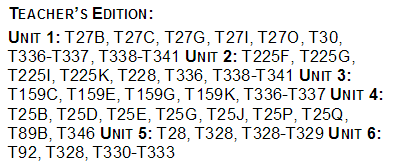 TEACHER'S EDITION:
UNIT 1: T27B, T27C, T27G, T27I, T27O, T30,
T336-T337, T338-T341 UNIT 2: T225F, T225G,
T225I, T225K, T228, T336, T338-T341 UNIT 3:
T159C, T159E, T159G, T159K, T336-T337 UNIT 4:
T25B, T25D, T25E, T25G, T25J, T25P, T25Q,
T89B, T346 UNIT 5: T28, T328, T328-T329 UNIT 6:
T92, T328, T330-T333